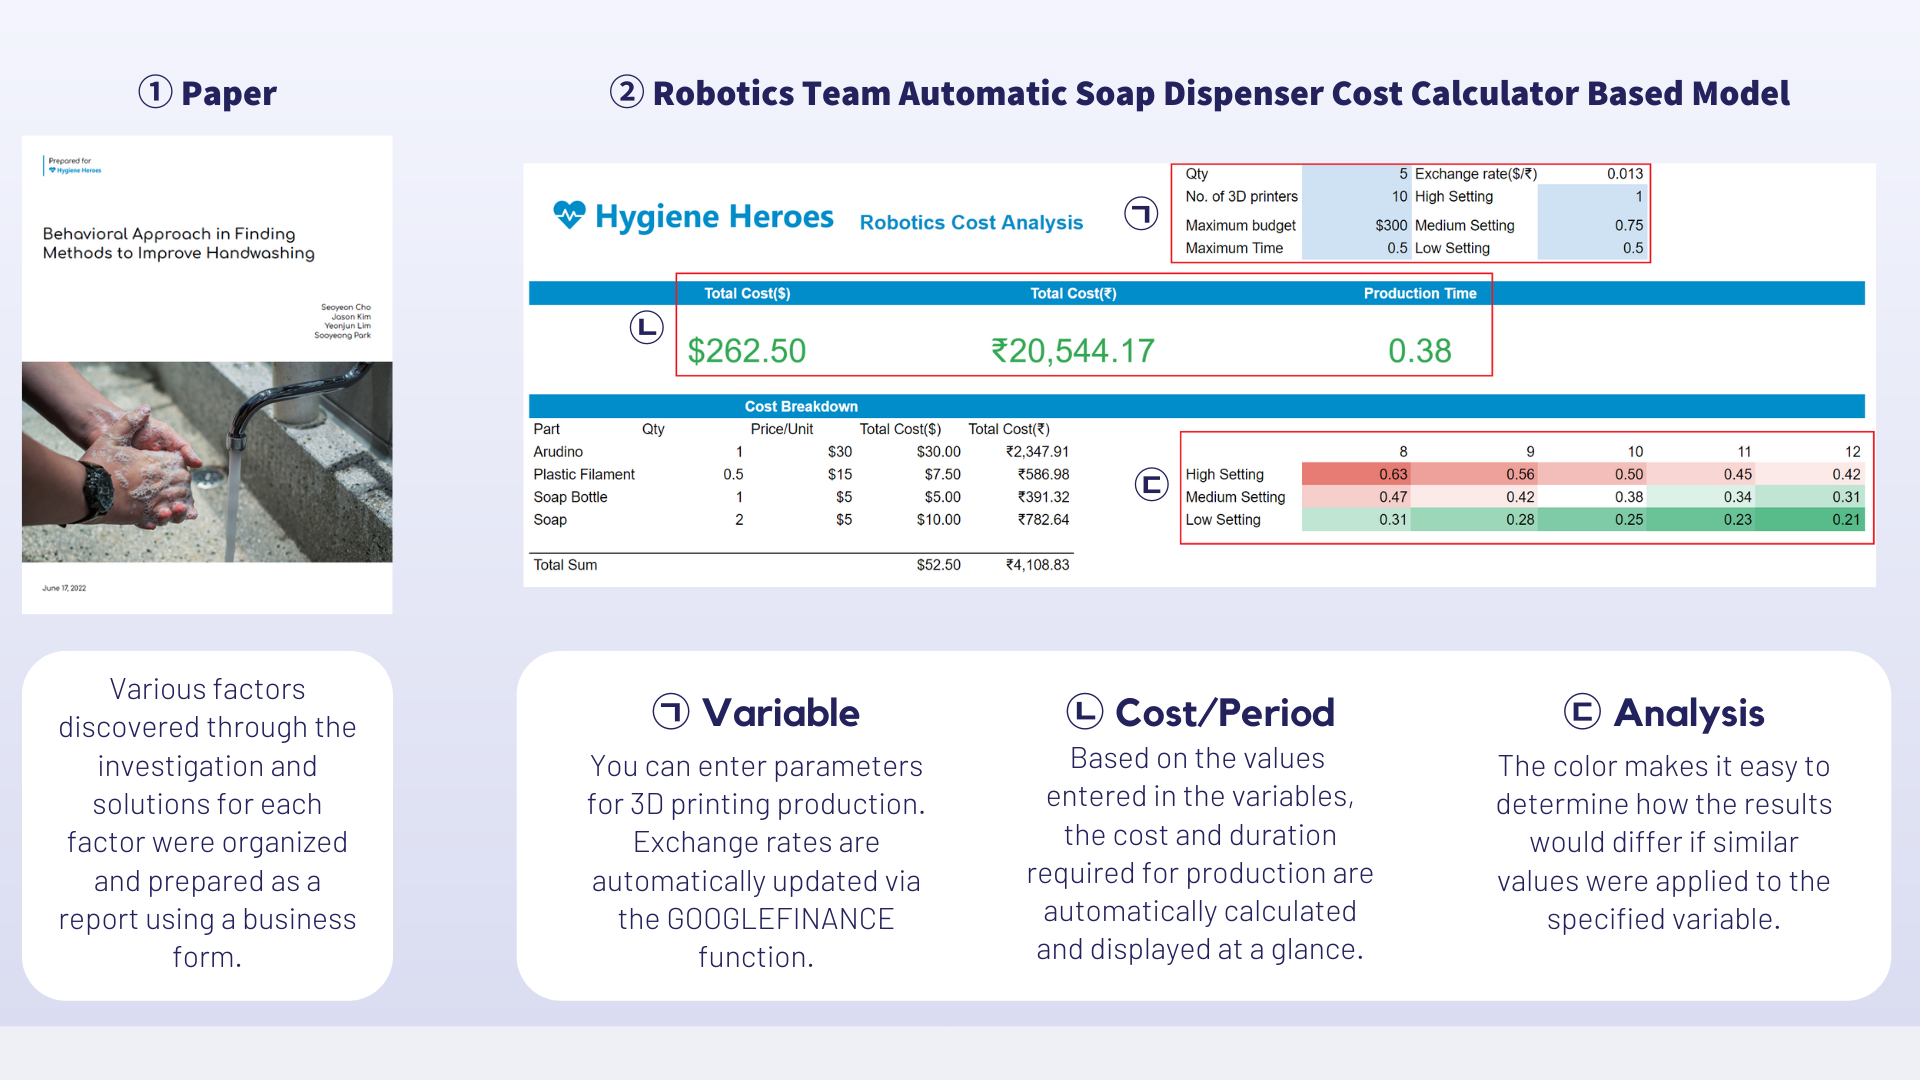 ① Paper
Prepared for
Hygiene Heroes
Behavioral Approach in Finding
Methods to Improve Handwashing
Seoyeon Cho
Jason Kim
Yeonjun Lim
Sooyeong Park
June 17, 2022
Various factors
discovered through the
investigation and
solutions for each
factor were organized
and prepared as a
report using a business
form.
② Robotics Team Automatic Soap Dispenser Cost Calculator Based Model
Hygiene Heroes Robotics Cost Analysis
㉠
Qty 5 Exchange rate($/₹) 0.013
No. of 3D printers 10 High Setting 1
Maximum budget $300 Medium Setting 0.75
Maximum Time 0.5 Low Setting 0.5
㉡
Total Cost($) Total Cost(₹) Production Time
$262.50 ₹20,544.17 0.38
Cost Breakdown
Part Qty Price/Unit Total Cost($) Total Cost(₹)
Arudino 1 $30 $30.00 ₹2,347.91
Plastic Filament 0.5 $15 $7.50 ₹586.98
Soap Bottle 1 $5 $5.00 ₹391.32
Soap 2 $5 $10.00 ₹782.64
Total Sum $52.50 ₹4,108.83
㉢
8 9 10 11 12
High Setting 0.63 0.56 0.50 0.45 0.42
Medium Setting 0.47 0.42 0.38 0.34 0.31
Low Setting 0.31 0.28 0.25 0.23 0.21
㉠ Variable
You can enter parameters
for 3D printing production.
Exchange rates are
automatically updated via
the GOOGLEFINANCE
function.
㉡ Cost/Period
Based on the values
entered in the variables,
the cost and duration
required for production are
automatically calculated
and displayed at a glance.
㉢ Analysis
The color makes it easy to
determine how the results
would differ if similar
values were applied to the
specified variable.